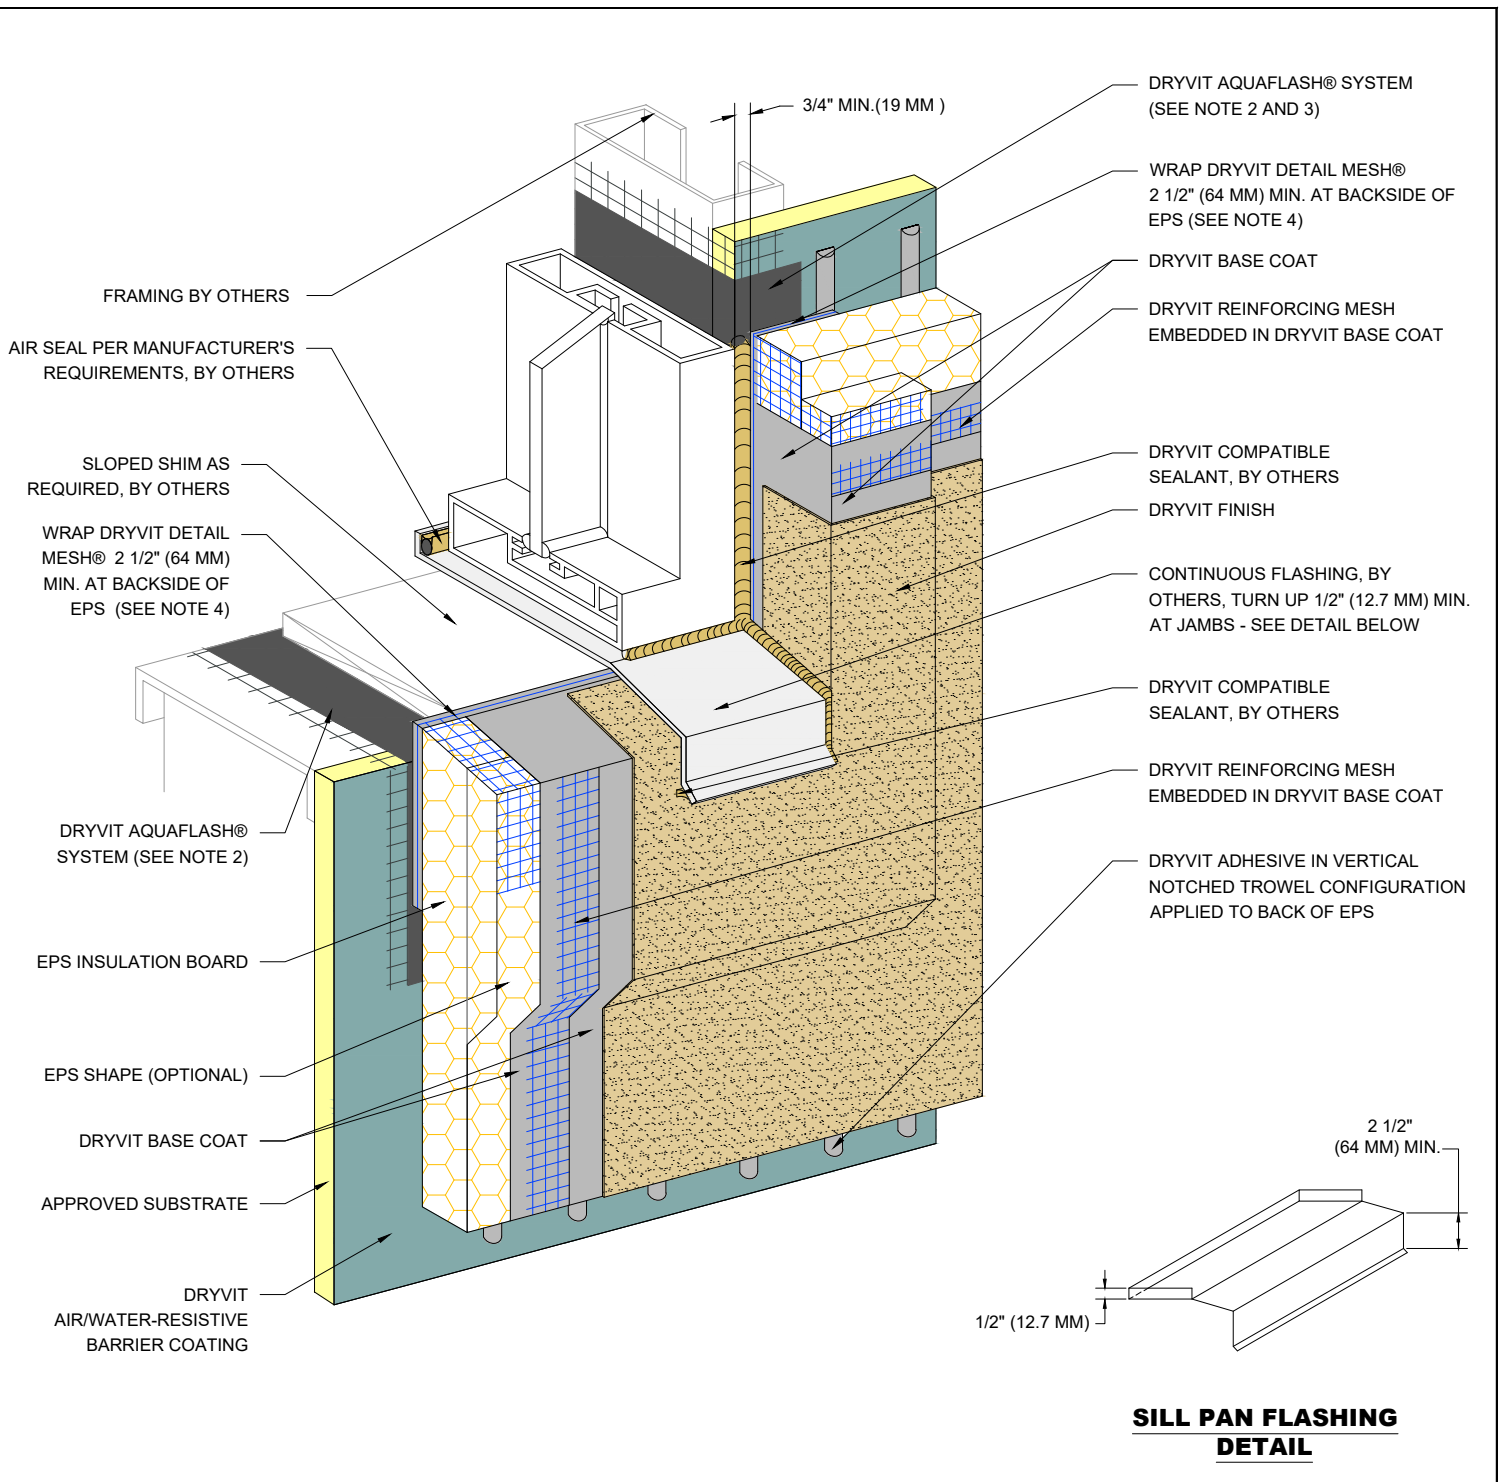 3/4" MIN.(19 MM )
DRYVIT AQUAFLASH® SYSTEM
(SEE NOTE 2 AND 3)
WRAP DRYVIT DETAIL MESH®
2 1/2" (64 MM) MIN. AT BACKSIDE OF
EPS (SEE NOTE 4)
DRYVIT BASE COAT
DRYVIT REINFORCING MESH
EMBEDDED IN DRYVIT BASE COAT
DRYVIT COMPATIBLE
SEALANT, BY OTHERS
DRYVIT FINISH
CONTINUOUS FLASHING, BY
OTHERS, TURN UP 1/2" (12.7 MM) MIN.
AT JAMBS - SEE DETAIL BELOW
DRYVIT COMPATIBLE
SEALANT, BY OTHERS
DRYVIT REINFORCING MESH
EMBEDDED IN DRYVIT BASE COAT
DRYVIT ADHESIVE IN VERTICAL
NOTCHED TROWEL CONFIGURATION
APPLIED TO BACK OF EPS
FRAMING BY OTHERS
AIR SEAL PER MANUFACTURER'S
REQUIREMENTS, BY OTHERS
SLOPED SHIM AS
REQUIRED, BY OTHERS
WRAP DRYVIT DETAIL
MESH® 2 1/2" (64 MM)
MIN. AT BACKSIDE OF
EPS (SEE NOTE 4)
DRYVIT AQUAFLASH®
SYSTEM (SEE NOTE 2)
EPS INSULATION BOARD
EPS SHAPE (OPTIONAL)
DRYVIT BASE COAT
APPROVED SUBSTRATE
DRYVIT
AIR/WATER-RESISTIVE
BARRIER COATING
2 1/2"
(64 MM) MIN.
1/2" (12.7 MM)
SILL PAN FLASHING
DETAIL